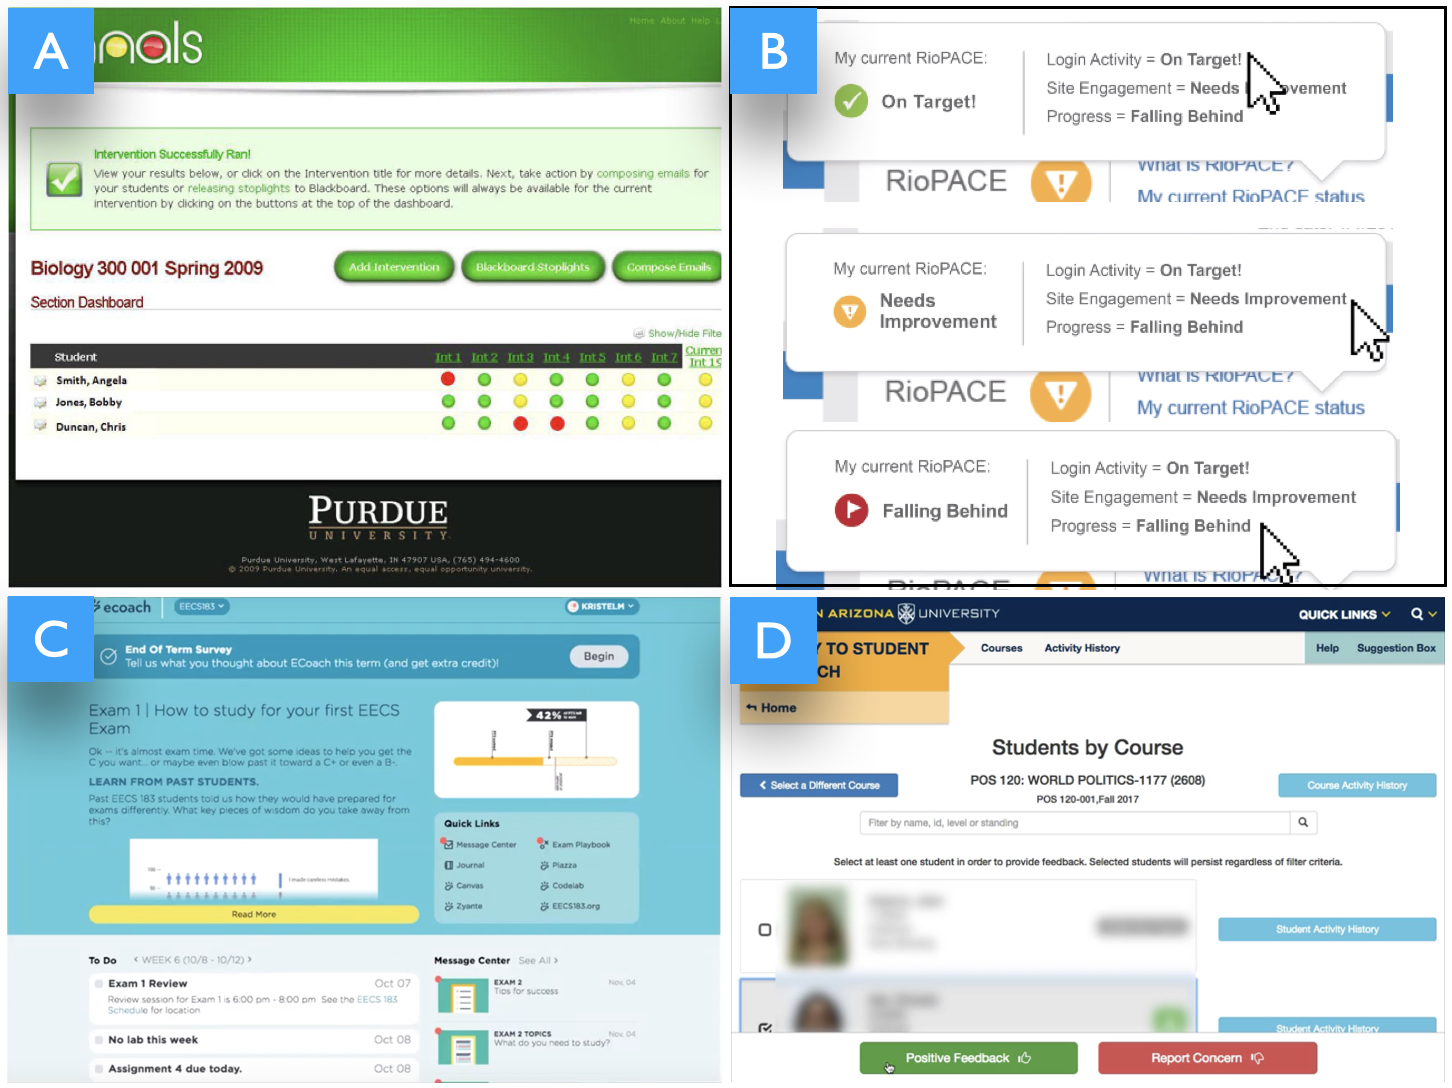 A
nals
Home About Help L
Intervention Successfully Ran!
View your results below, or click on the Intervention title for more details. Next, take action by composing emails for
your students or releasing stoplights to Blackboard. These options will always be available for the current
intervention by clicking on the buttons at the top of the dashboard.
Biology 300 001 Spring 2009
Add Intervention
Blackboard Stoplights
Compose Emails
Section Dashboard
Show/Hide Filte
Student
Int 1
Int 2
Int 3
Int 4
Int 5
Int 6
Int 7
Curren
Int 15
Smith, Angela
Jones, Bobby
Duncan, Chris
PURDUE
UNIVERSITY
Purdue University, West Lafayette, IN 47907 USA, (765) 494-4600
© 2009 Purdue University. An equal access, equal opportunity university.
B
My current RioPACE:
On Target!
Login Activity = On Target!
Site Engagement = Needs ovement
Progress = Falling Behind
RioPACE
What is RioPACE?
My current RioPACE status
My current RioPACE:
Needs
Improvement
Login Activity = On Target!
Site Engagement = Needs Improvement
Progress = Falling Behind
RioPACE
What is RioPACE?
My current RioPACE status
My current RioPACE:
Falling Behind
Login Activity = On Target!
Site Engagement = Needs Improvement
Progress = Falling Behind
RioPACE
What is RioPACE?
C
ecoach
EECS183
KRISTELM
End Of Term Survey
Tell us what you thought about ECoach this term (and get extra credit)!
Begin
Exam 1 | How to study for your first EECS
Exam
Ok -- it's almost exam time. We've got some ideas to help you get the
C you want... or maybe even blow past it toward a C+ or even a B-.
LEARN FROM PAST STUDENTS.
Past EECS 183 students told us how they would have prepared for
exams differently. What key pieces of wisdom do you take away from
this?
I made careless mistakes.
Read More
42%
Quick Links
Message Center
Exam Playbook
Journal
Piazza
Canvas
Codelab
Zyante
EECS183.org
To Do
WEEK 6 (10/8 - 10/12)
Exam 1 Review
Oct 07
Review session for Exam 1 is 6:00 pm - 8:00 pm See the EECS 183
Schedule for location
No lab this week
Oct 08
Assignment 4 due today.
Oct 08
Message Center
See All
EXAM 2
Nov, 04
Tips for success
EXAM 2 TOPICS
Nov, 04
What do you need to study?
D
N ARIZONA UNIVERSITY
QUICK LINKS
Y TO STUDENT
CH
Courses
Activity History
Help
Suggestion Box
Home
Students by Course
Select a Different Course
POS 120: WORLD POLITICS-1177 (2608)
Course Activity History
POS 120-001,Fall 2017
Fiter by name, id, level or standing
Select at least one student in order to provide feedback. Selected students will persist regardless of filter criteria.
Student Activity History
Student Activity History
Positive Feedback
Report Concern